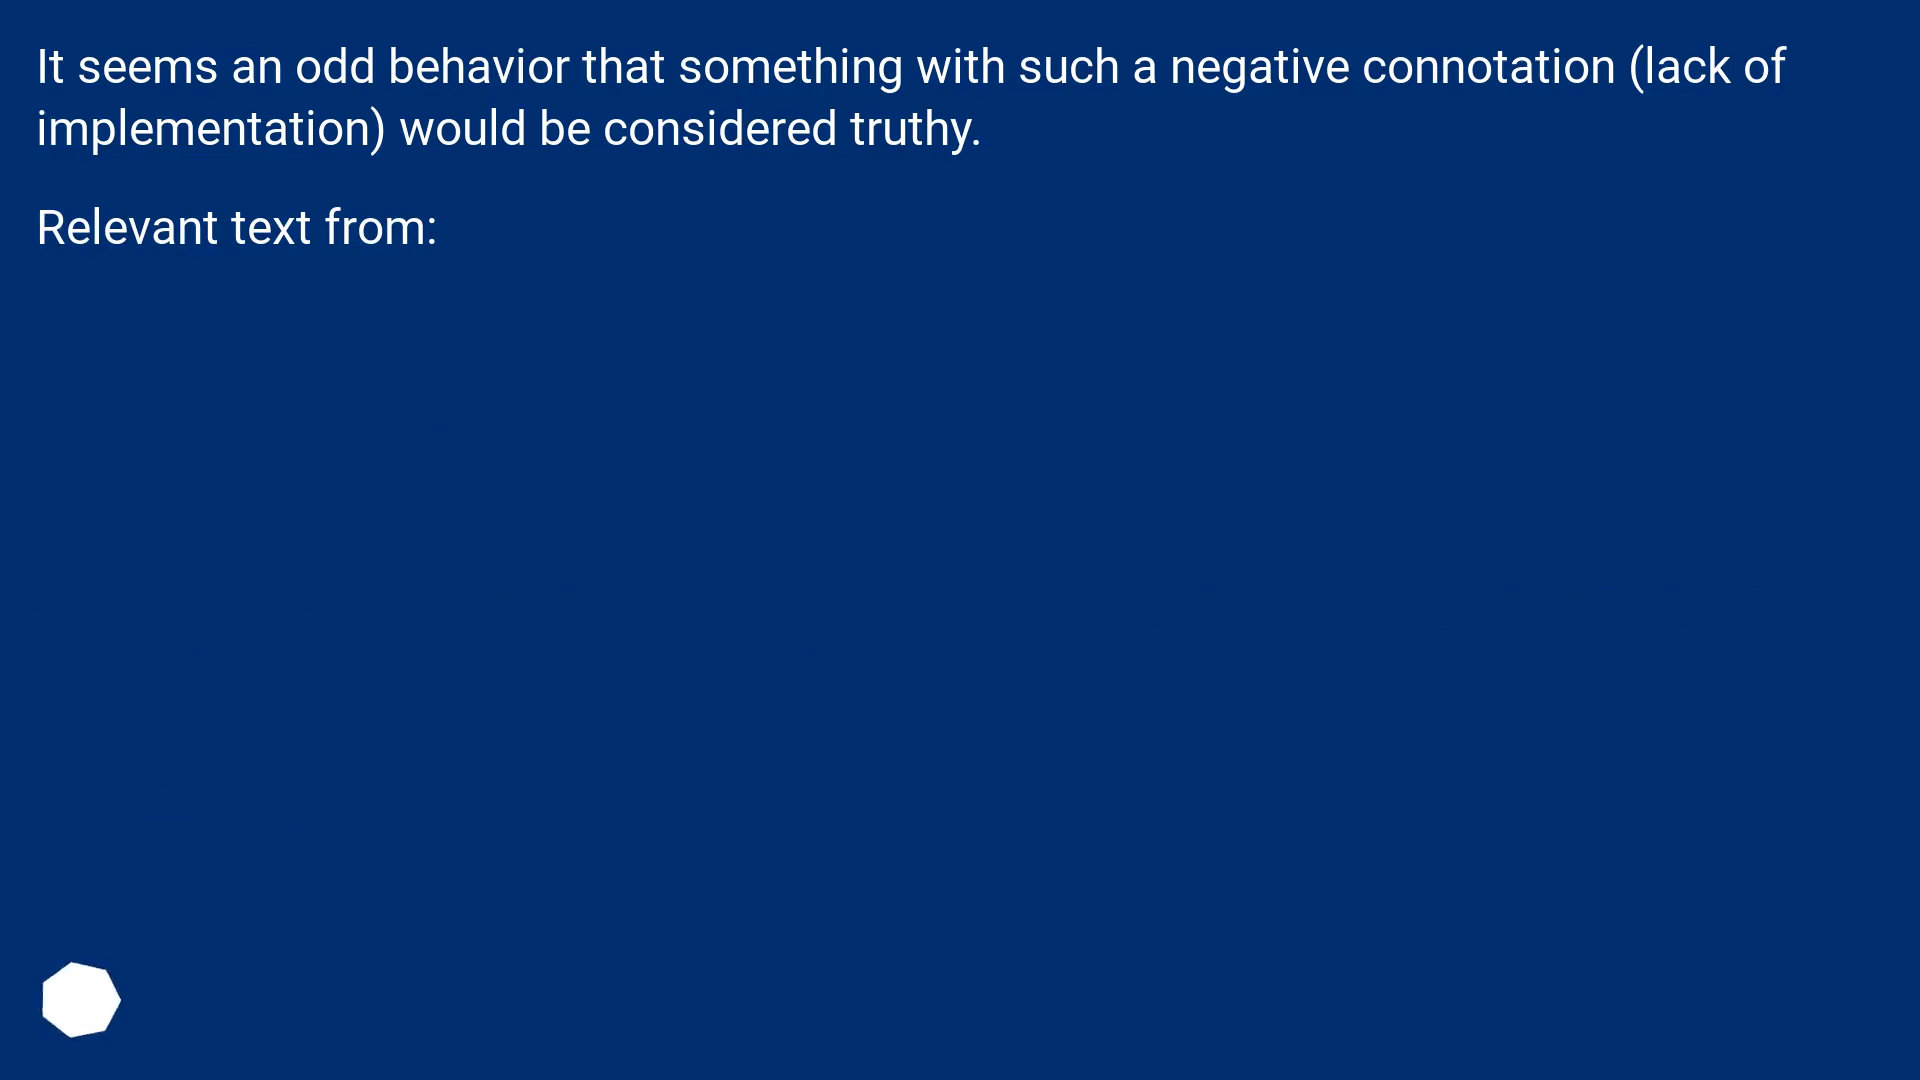 It seems an odd behavior that something with such a negative connotation (lack of
implementation) would be considered truthy.
Relevant text from: